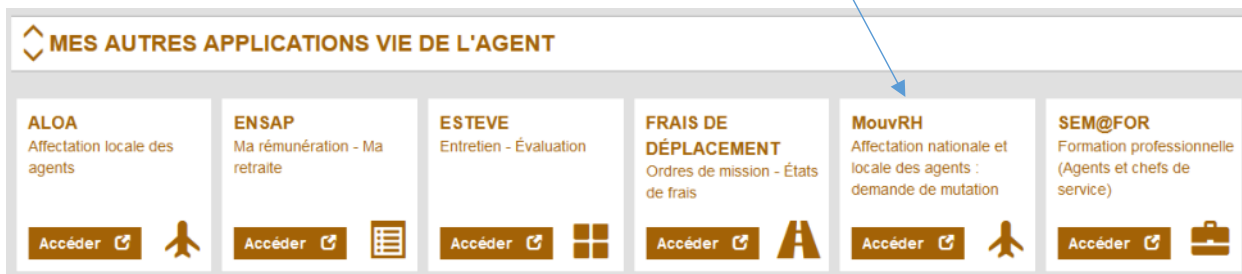 MES AUTRES APPLICATIONS VIE DE L'AGENT
ALOA
Affectation locale des
agents
Accéder
ENSAP
Ma rémunération - Ma
retraite
Accéder
ESTEVE
Entretien - Évaluation
Accéder
FRAIS DE
DÉPLACEMENT
Ordres de mission - États
de frais
Accéder
MouvRH
Affectation nationale et
locale des agents :
demande de mutation
Accéder
SEM@FOR
Formation professionnelle
(Agents et chefs de
service)
Accéder